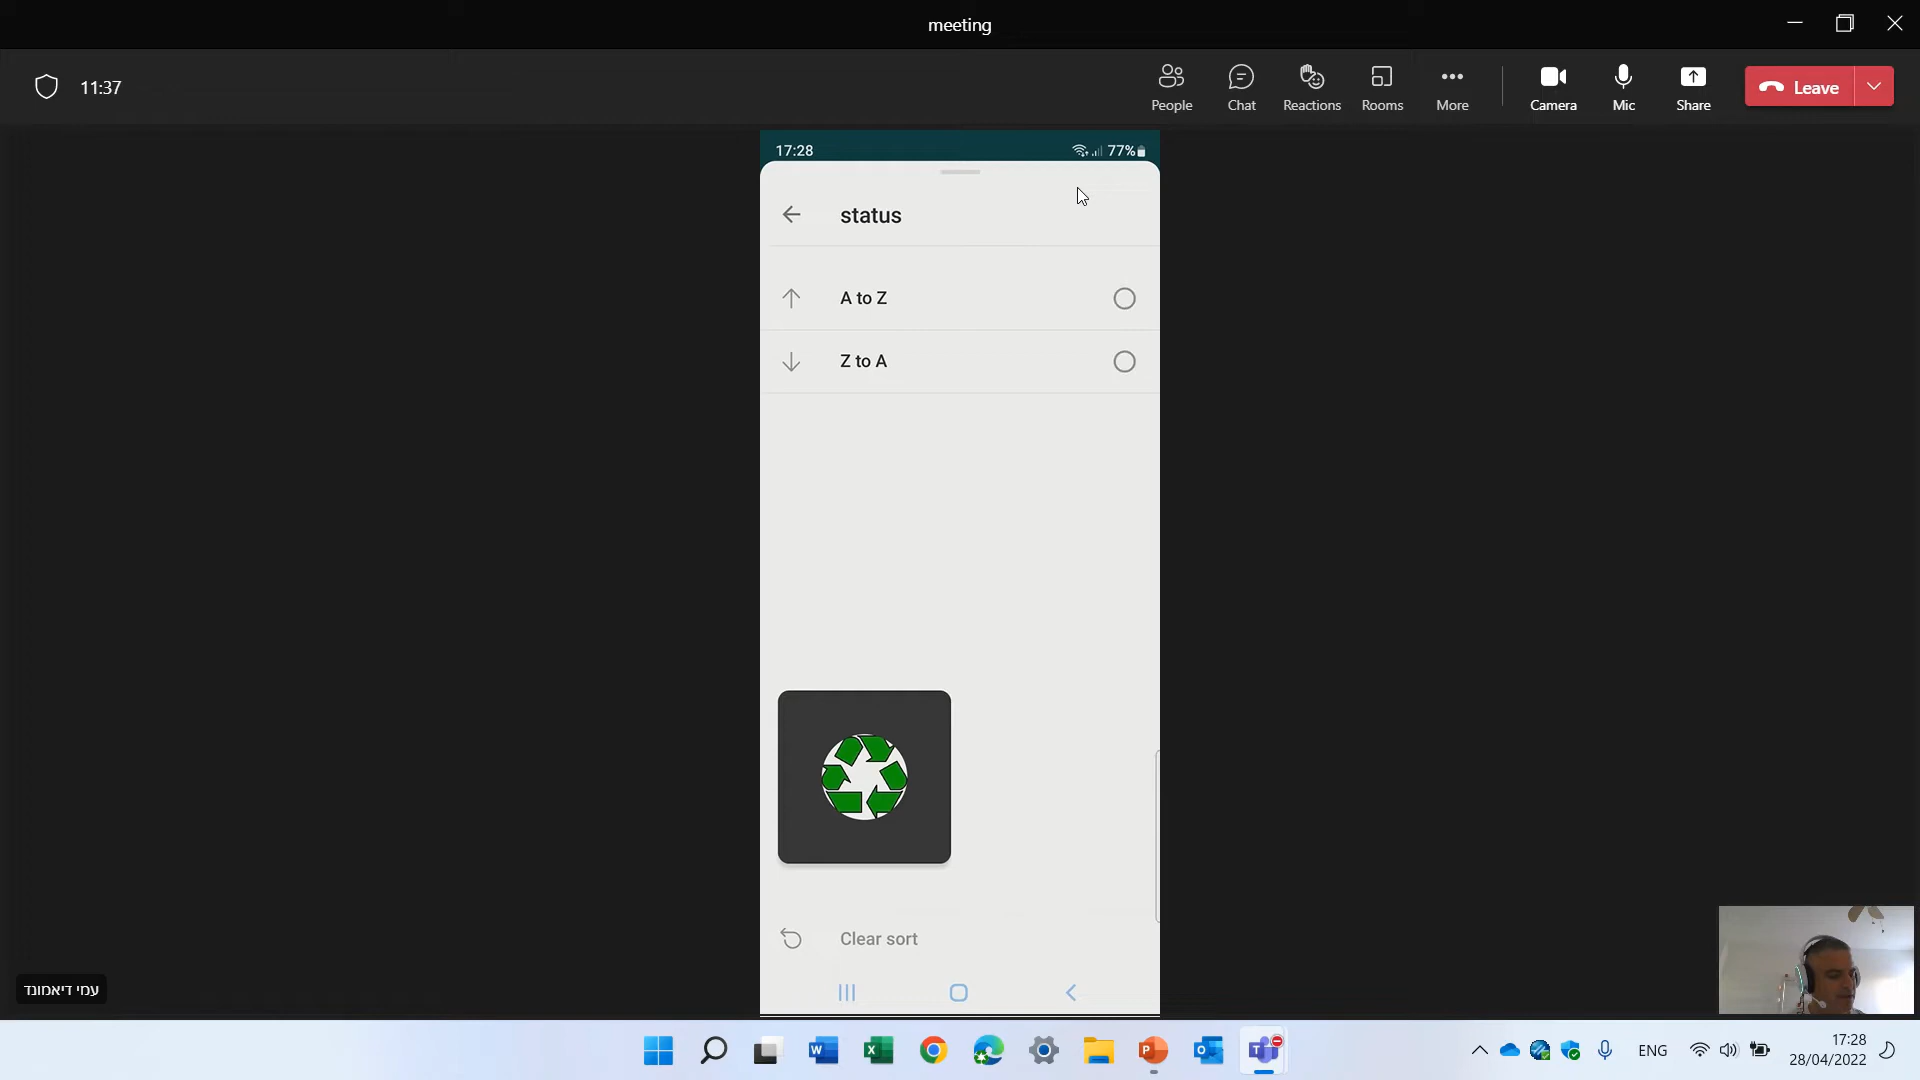 meeting
11:37
People
Chat
Reactions
Rooms
More
Camera
Mic
Share
Leave
17:28
77%
status
A to Z
Z to A
Clear sort
עמי דיאמונד
ENG
17:28
28/04/2022